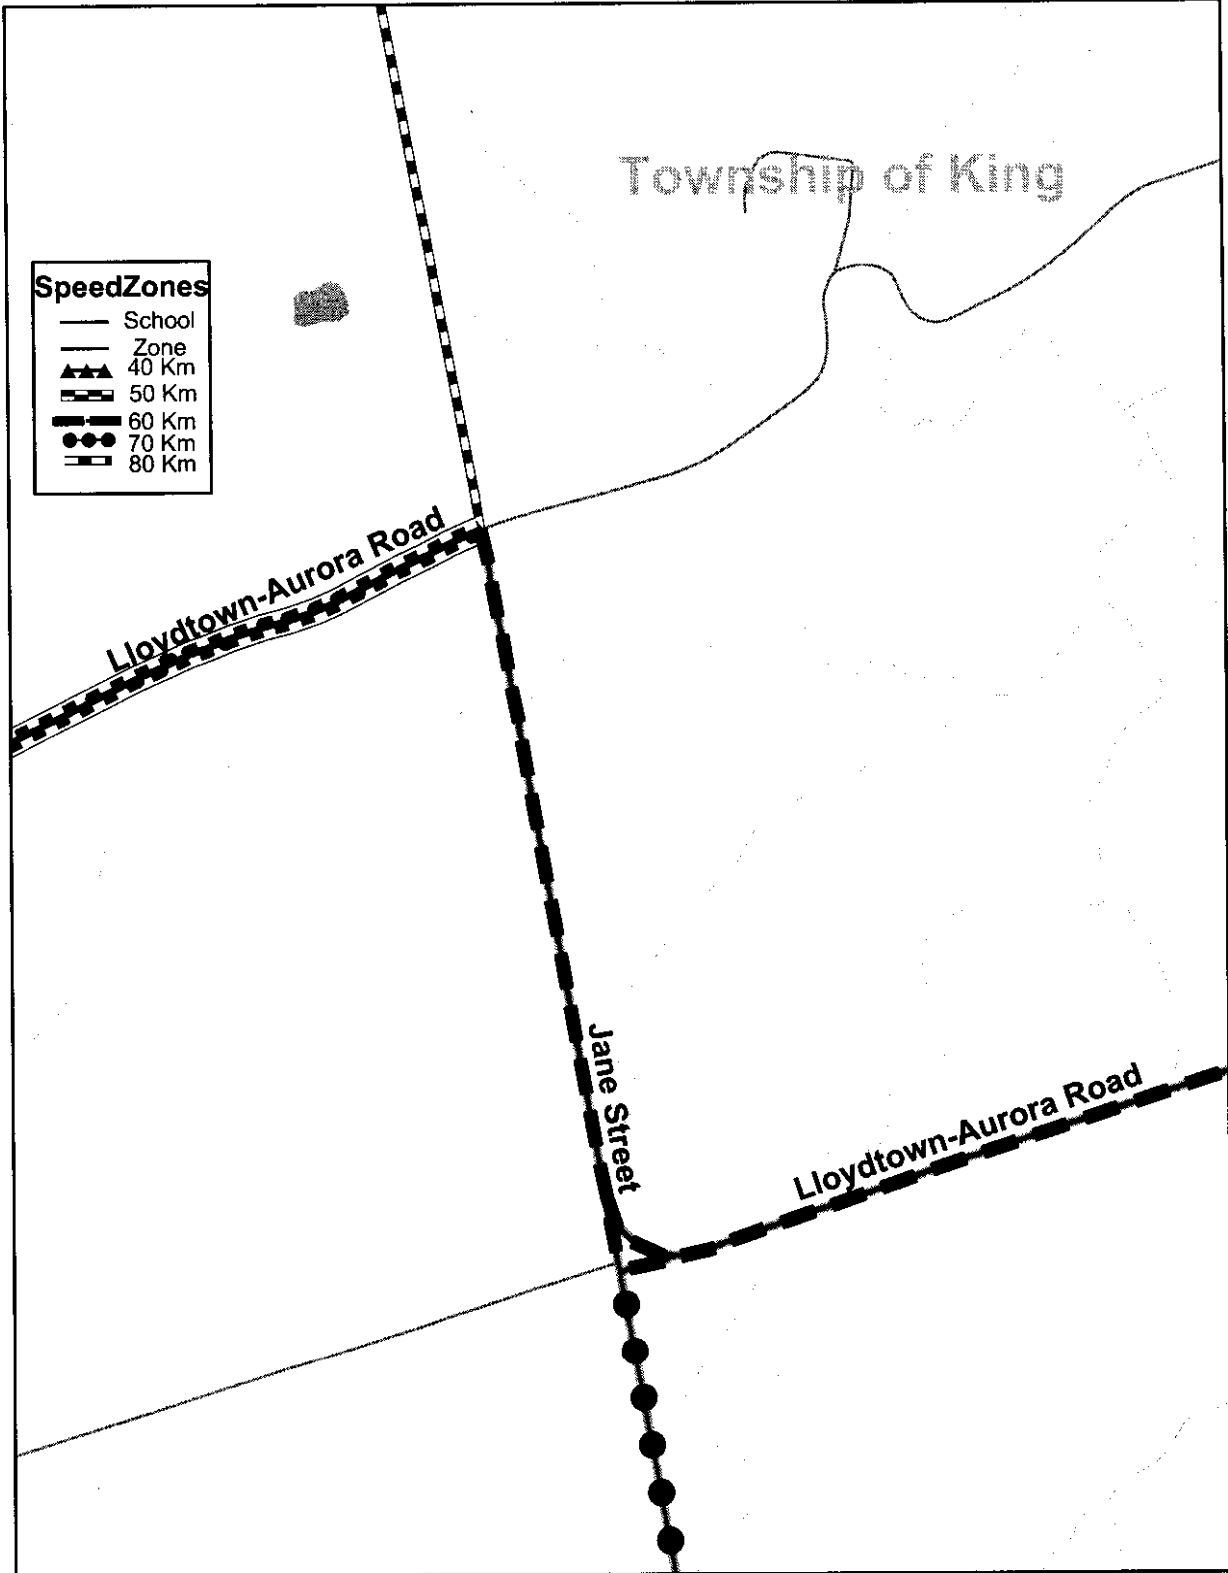 Township of King
SpeedZones
School
Zone
40 Km
50 Km
60 Km
70 Km
80 Km
Lloydtown-Aurora Road
Jane Street
Lloydtown-Aurora Road